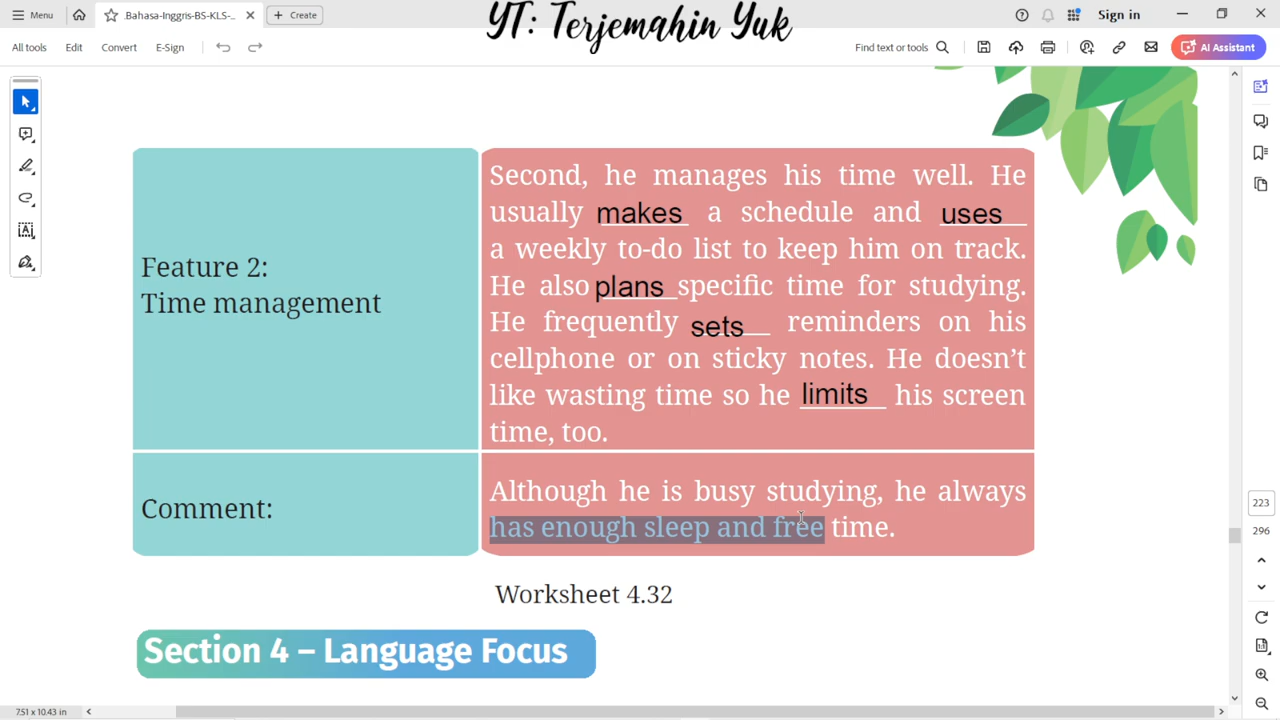 Menu
.Bahasa-Inggris-BS-KLS-...
Create
YT: Terjemahin Yuk
Sign in
All tools
Edit
Convert
E-Sign
Find text or tools
AI Assistant
Feature 2:
Time management
Second, he manages his time well. He
usually makes a schedule and uses
a weekly to-do list to keep him on track.
He also plans specific time for studying.
He frequently sets reminders on his
cellphone or on sticky notes. He doesn't
like wasting time so he limits his screen
time, too.
Comment:
Although he is busy studying, he always
has enough sleep and free time.
Worksheet 4.32
Section 4 – Language Focus
223
296
7.51 x 10.43 in